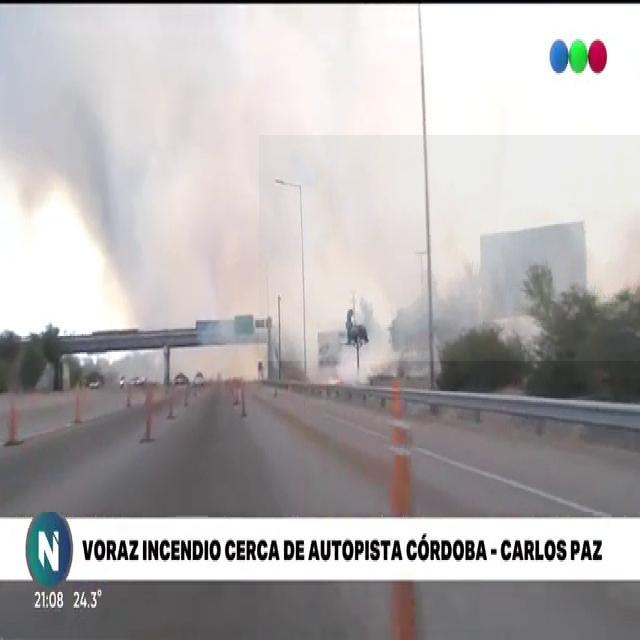 N
VORAZ INCENDIO CERCA DE AUTOPISTA CÓRDOBA - CARLOS PAZ
21:08 24.3°